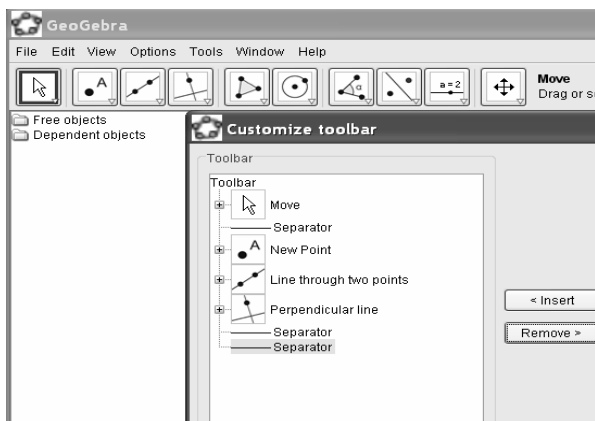 GeoGebra
File Edit View Options Tools Window Help
A
α
a=2
Move
Drag or s
Free objects
Dependent objects
Customize toolbar
Toolbar
Toolbar
Move
Separator
A
New Point
Line through two points
Perpendicular line
Separator
Separator
< Insert
Remove >